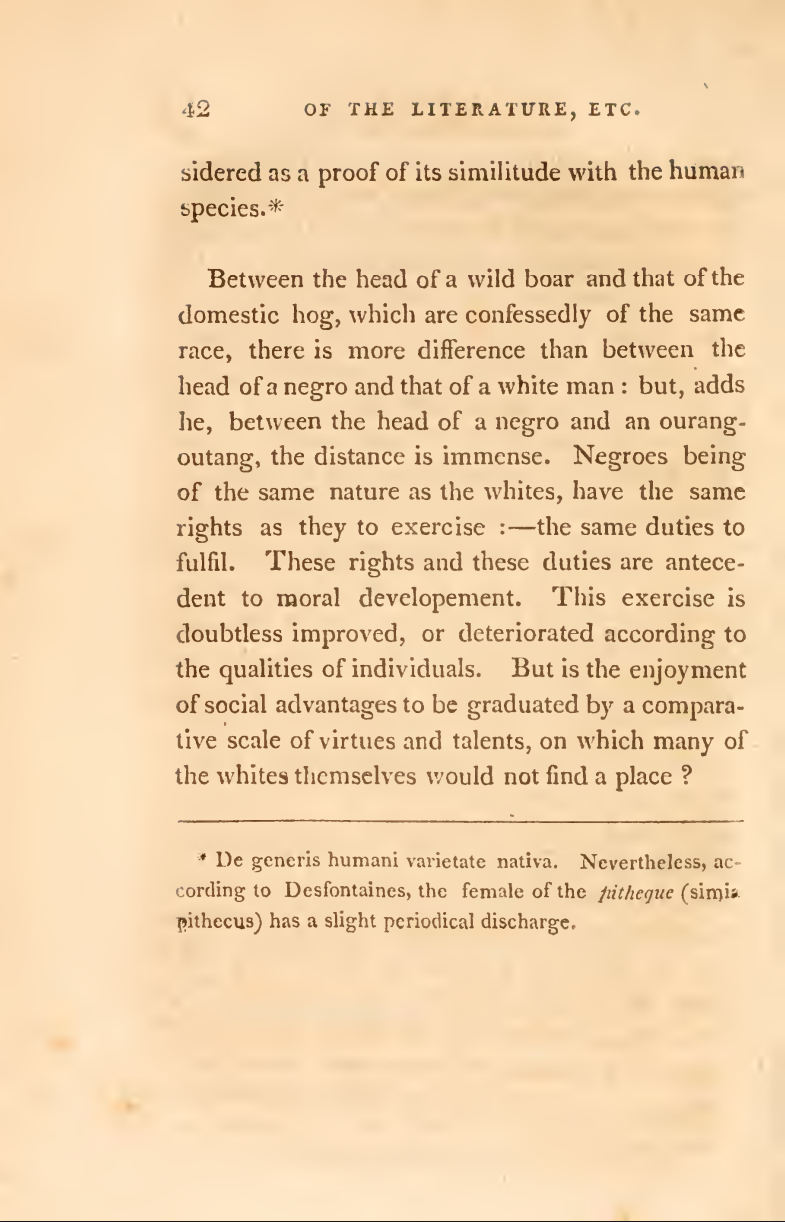 42 OF THE LITERATURE, ETC.
sidered as a proof of its similitude with the human
species.*
Between the head of a wild boar and that of the
domestic hog, which are confessedly of the same
race, there is more difference than between the
head of a negro and that of a white man : but, adds
he, between the head of a negro and an ourang-
outang, the distance is immense. Negroes being
of the same nature as the whites, have the same
rights as they to exercise :—the same duties to
fulfil. These rights and these duties are antece-
dent to moral developement. This exercise is
doubtless improved, or deteriorated according to
the qualities of individuals. But is the enjoyment
of social advantages to be graduated by a compara-
tive scale of virtues and talents, on which many of
the whites themselves would not find a place ?
* De generis humani varietate nativa. Nevertheless, ac-
cording to Desfontaines, the female of the pitheque (simia
pithecus) has a slight periodical discharge.